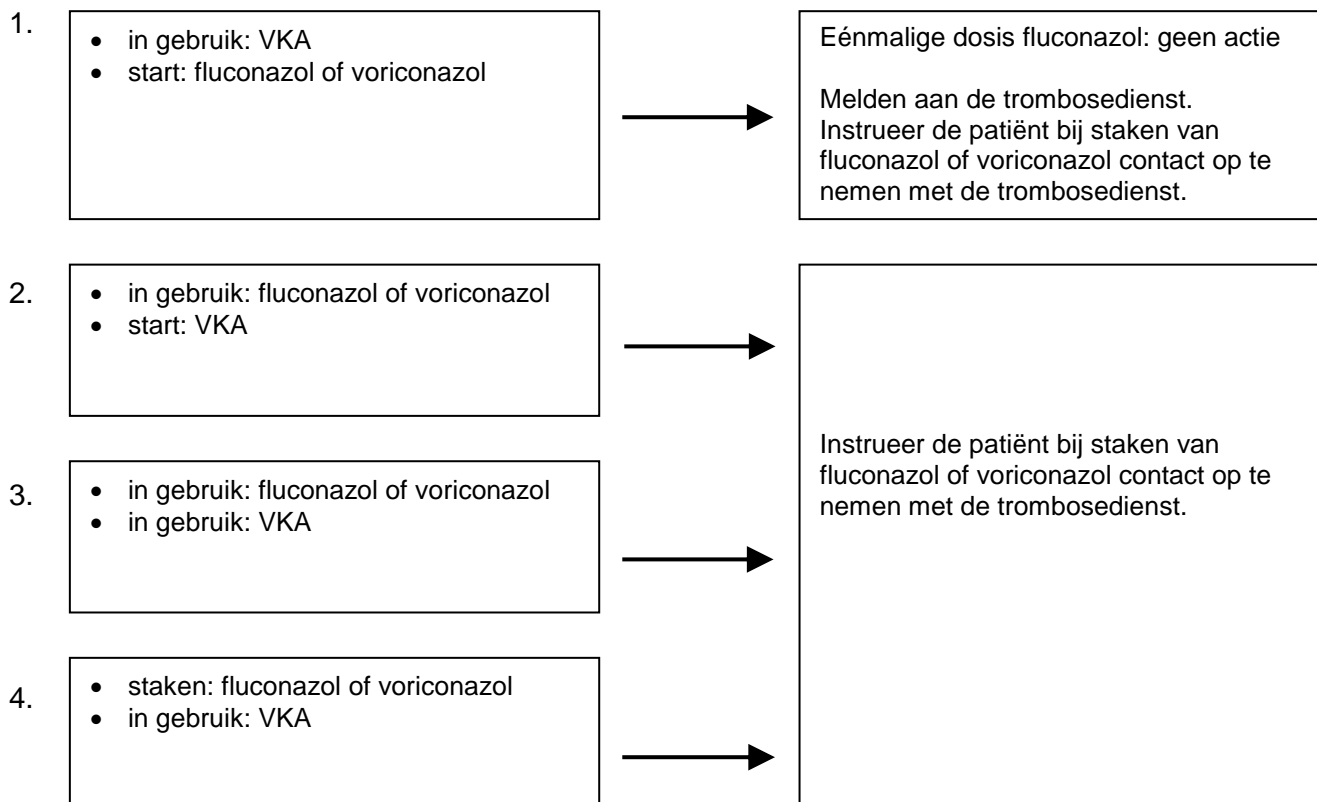 1.
• in gebruik: VKA
• start: fluconazol of voriconazol
Eénmalige dosis fluconazol: geen actie
Melden aan de trombosedienst.
Instrueer de patiënt bij staken van
fluconazol of voriconazol contact op te
nemen met de trombosedienst.
2.
• in gebruik: fluconazol of voriconazol
• start: VKA
3.
• in gebruik: fluconazol of voriconazol
• in gebruik: VKA
4.
• staken: fluconazol of voriconazol
• in gebruik: VKA
Instrueer de patiënt bij staken van
fluconazol of voriconazol contact op te
nemen met de trombosedienst.